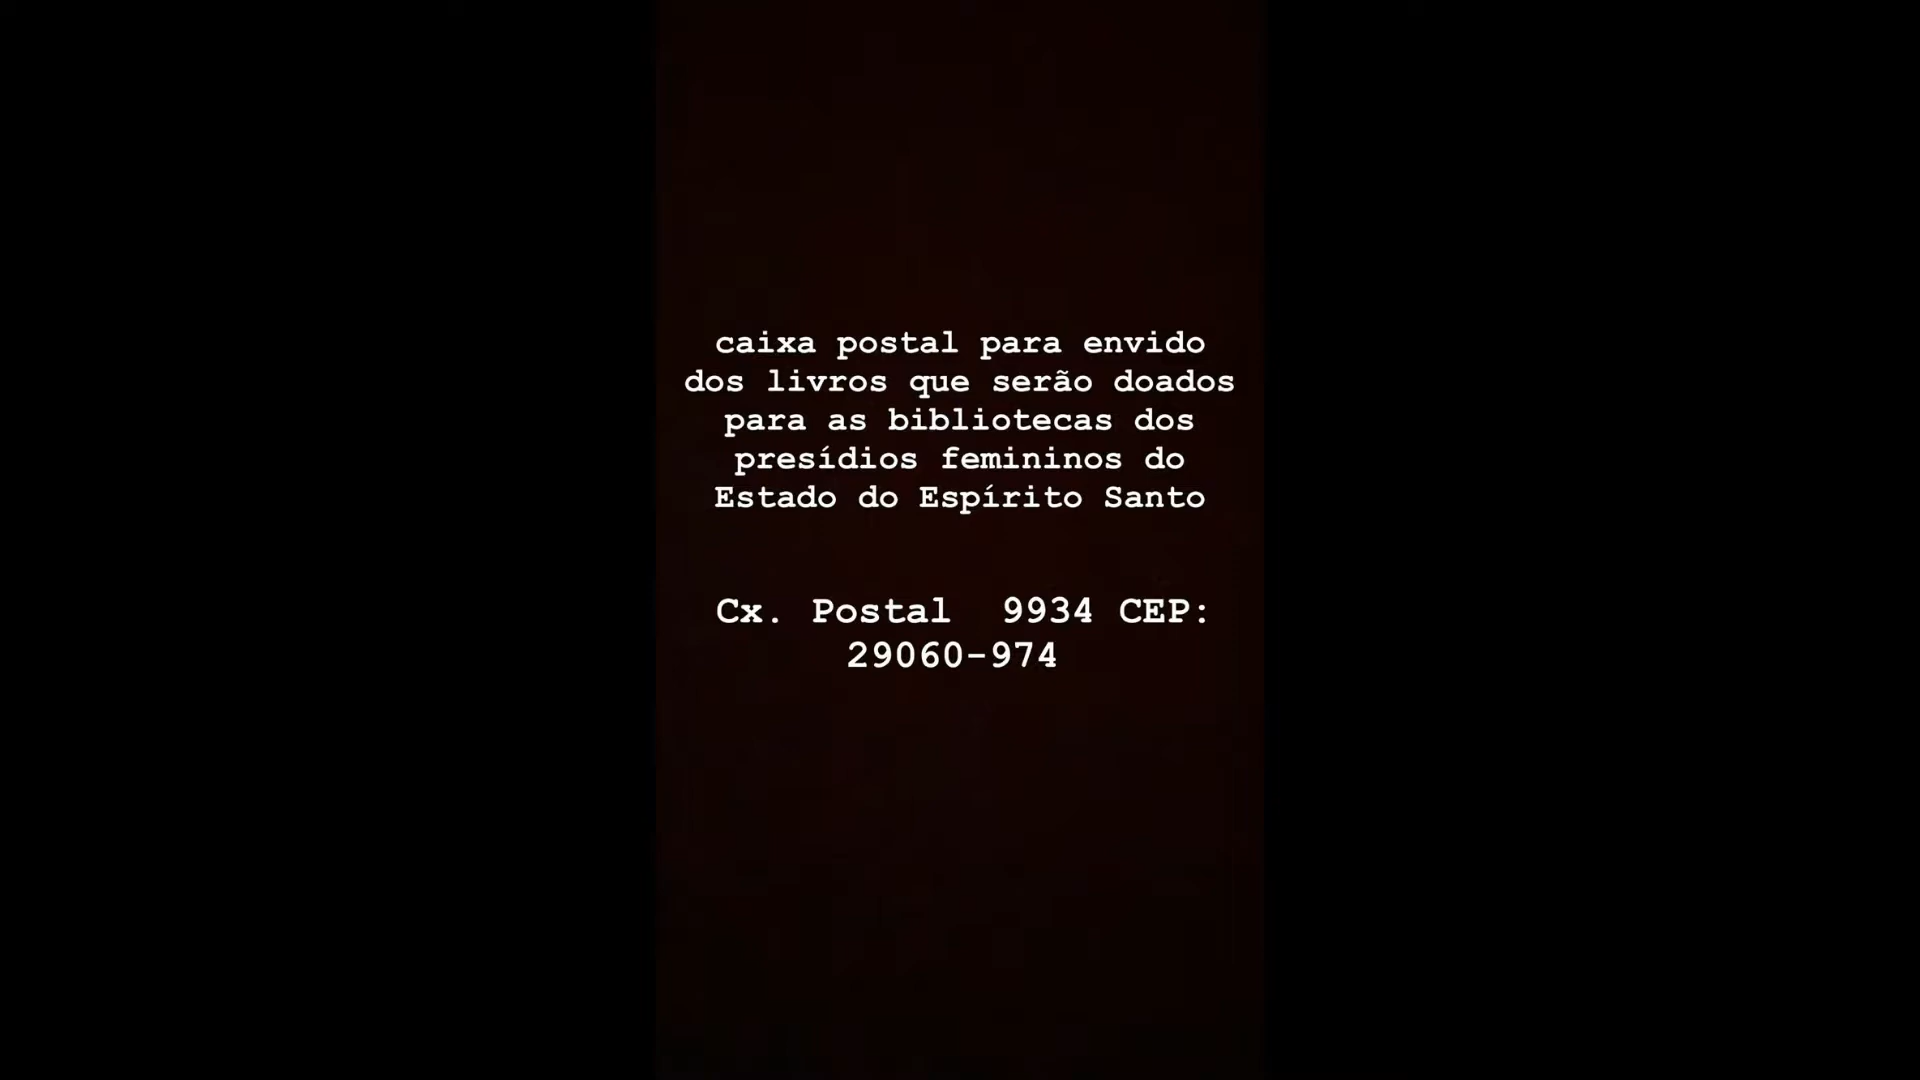 caixa postal para envido
dos livros que serão doados
para as bibliotecas dos
presídios femininos do
Estado do Espírito Santo
Cx. Postal  9934 CEP:
29060-974